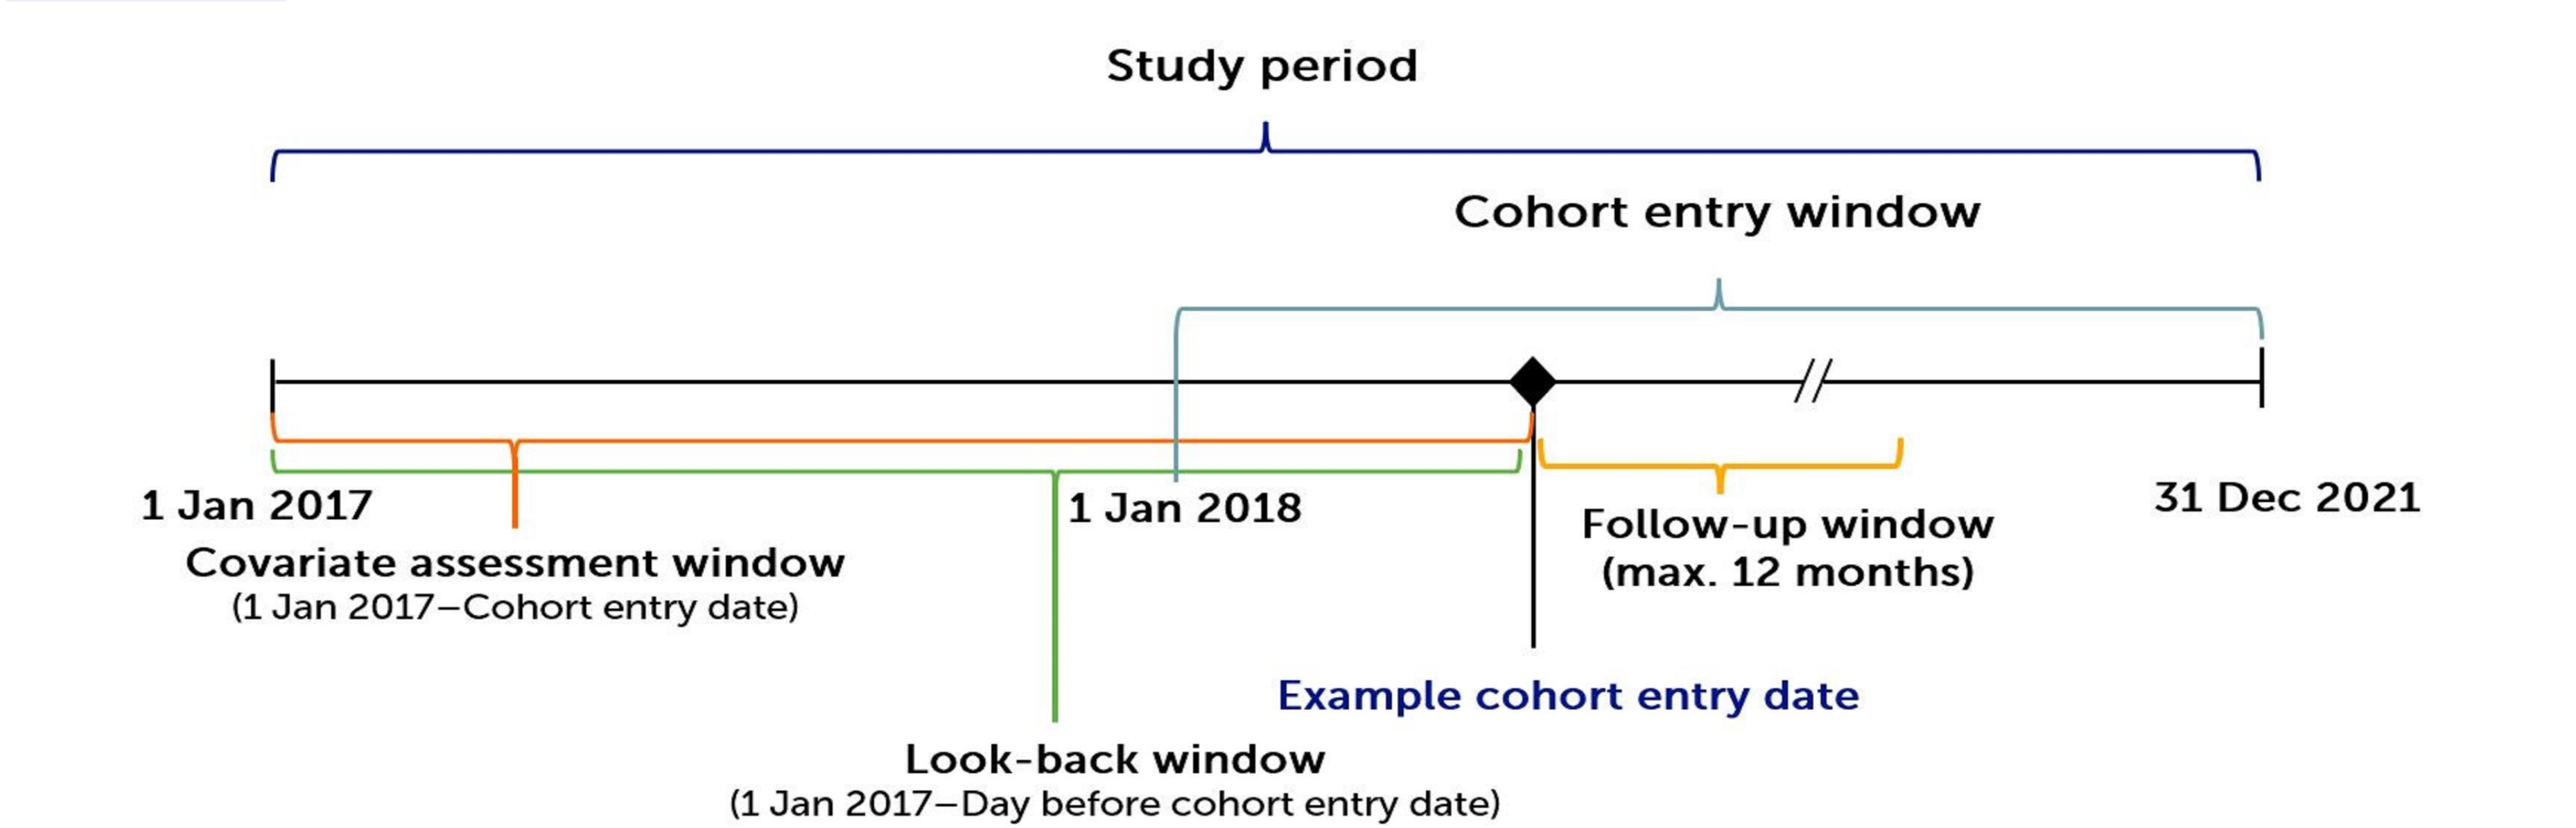 Study period
Cohort entry window
1 Jan 2017
1 Jan 2018
31 Dec 2021
Covariate assessment window
(1 Jan 2017–Cohort entry date)
Follow-up window
(max. 12 months)
Example cohort entry date
Look-back window
(1 Jan 2017–Day before cohort entry date)